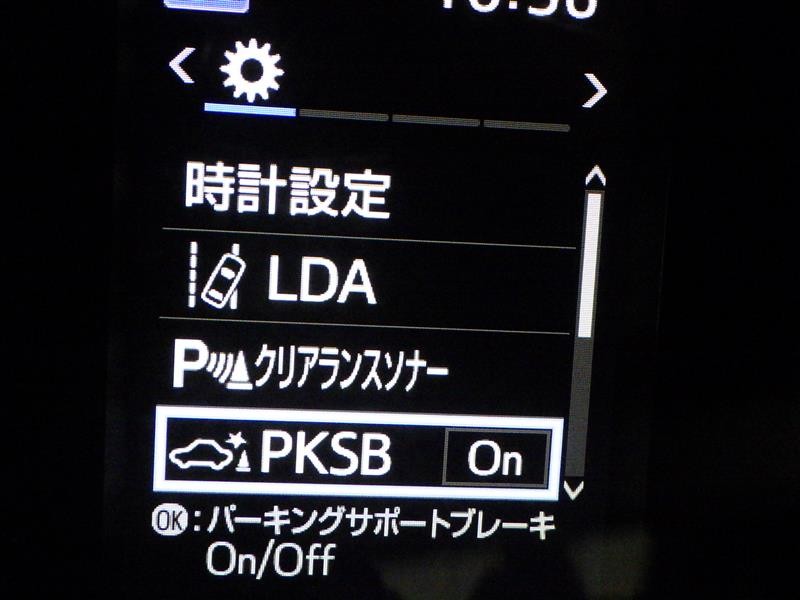 時計設定
LDA
Pクリアランスソナー
PKSB On
OK:パーキングサポートブレーキ
On/Off